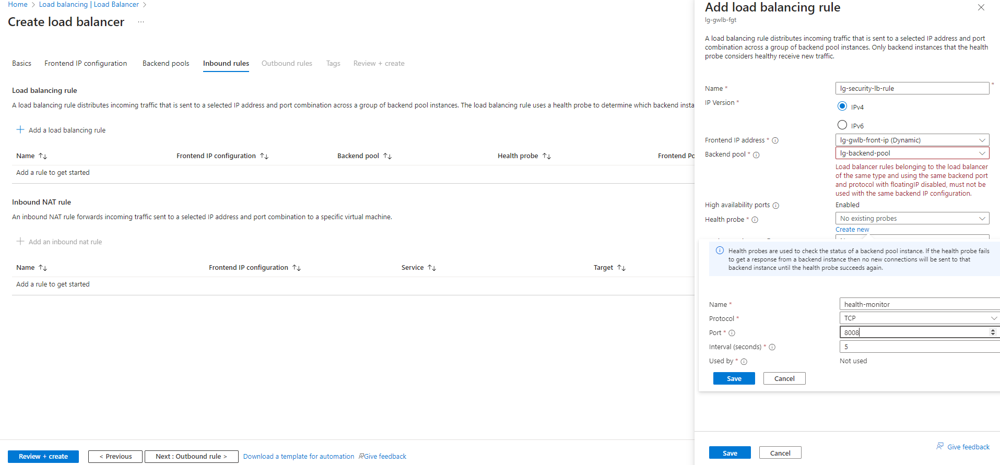 Home > Load balancing | Load Balancer >
Create load balancer ...
Basics Frontend IP configuration Backend pools Inbound rules Outbound rules Tags Review + create
Load balancing rule
A load balancing rule distributes incoming traffic that is sent to a selected IP address and port combination across a group of backend pool instances. The load balancing rule uses a health probe to determine which backend insta
+ Add a load balancing rule
Name ↑↓ Frontend IP configuration ↑↓ Backend pool ↑↓ Health probe ↑↓ Frontend Po
Add a rule to get started
Inbound NAT rule
An inbound NAT rule forwards incoming traffic sent to a selected IP address and port combination to a specific virtual machine.
+ Add an inbound nat rule
Name ↑↓ Frontend IP configuration ↑↓ Service ↑↓ Target ↑↓
Add a rule to get started
Review + create < Previous Next : Outbound rule > Download a template for automation Give feedback
Add load balancing rule
lg-gwlb-fgt
A load balancing rule distributes incoming traffic that is sent to a selected IP address and port
combination across a group of backend pool instances. Only backend instances that the health
probe considers healthy receive new traffic.
Name * lg-security-lb-rule *
IP Version * IPv4
IPv6
Frontend IP address * lg-gwlb-front-ip (Dynamic)
Backend pool * lg-backend-pool
Load balancer rules belonging to the load balancer
of the same type and using the same backend port
and protocol with floatingIP disabled, must not be
used with the same backend IP configuration.
High availability ports Enabled
Health probe * No existing probes
Create new
Health probes are used to check the status of a backend pool instance. If the health probe fails
to get a response from a backend instance then no new connections will be sent to that
backend instance until the health probe succeeds again.
Name * health-monitor
Protocol * TCP
Port * 8008
Interval (seconds) * 5
Used by * Not used
Save Cancel
Give feedback
Save Cancel